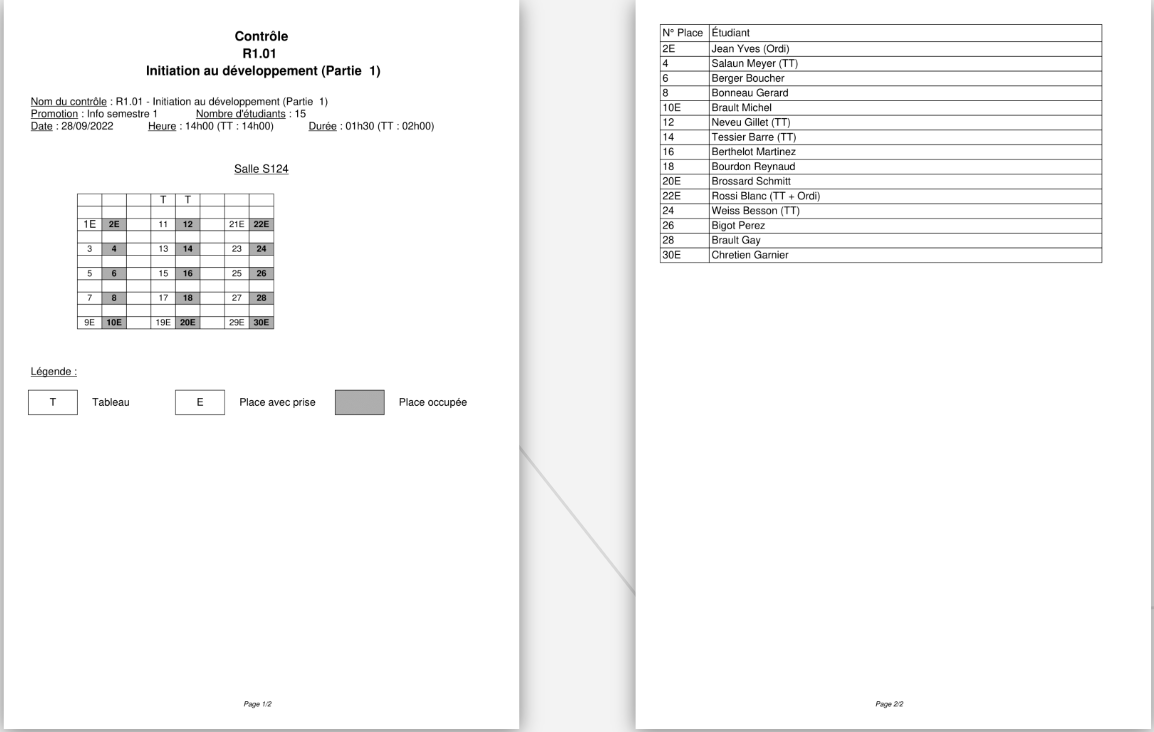 Contrôle
R1.01
Initiation au développement (Partie 1)
Nom du contrôle : R1.01 - Initiation au développement (Partie 1)
Promotion : Info semestre 1 Nombre d'étudiants : 15
Date : 28/09/2022 Heure : 14h00 (TT : 14h00) Durée : 01h30 (TT : 02h00)
Salle S124
T T
1E 2E 11 12 21E 22E
3 4 13 14 23 24
5 6 15 16 25 26
7 8 17 18 27 28
9E 10E 19E 20E 29E 30E
Légende :
T Tableau E Place avec prise Place occupée
Page 1/2
N° Place Étudiant
2E Jean Yves (Ordi)
4 Salaun Meyer (TT)
6 Berger Boucher
8 Bonneau Gerard
10E Brault Michel
12 Neveu Gillet (TT)
14 Tessier Barre (TT)
16 Berthelot Martinez
18 Bourdon Reynaud
20E Brossard Schmitt
22E Rossi Blanc (TT + Ordi)
24 Weiss Besson (TT)
26 Bigot Perez
28 Brault Gay
30E Chretien Garnier
Page 2/2